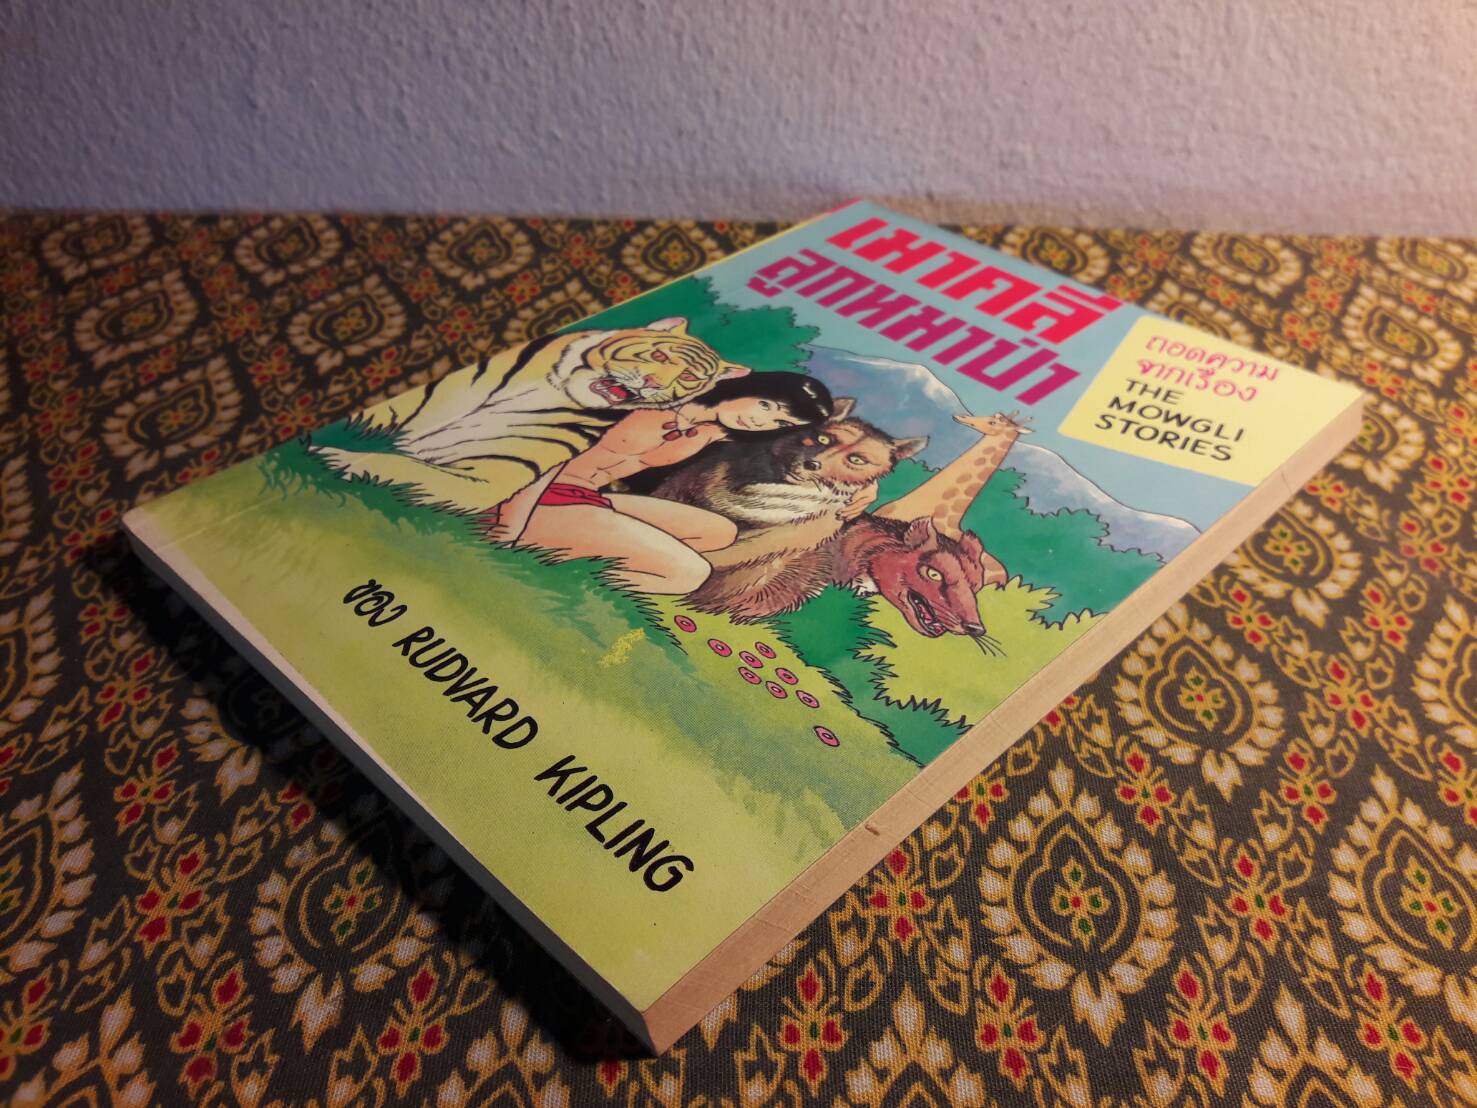 เมาคลี
ลูกหมาป่า
ถอดความ
จากเรื่อง
THE
MOWGLI
STORIES
ของ RUDVARD KIPLING